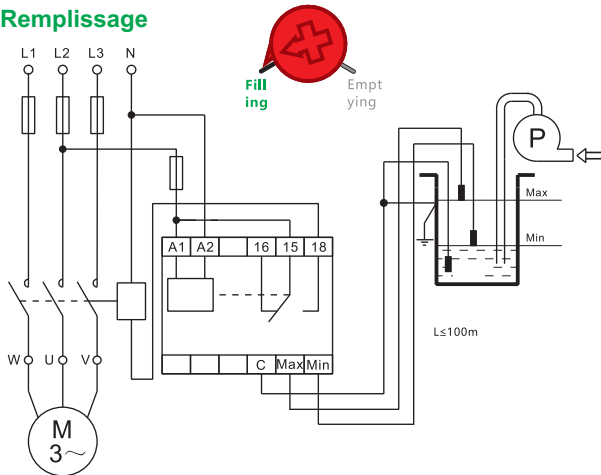 Remplissage
L1 L2 L3 N
Fill
ing
Empt
ying
P
Max
Min
A1 A2 16 15 18
L≤100m
C Max Min
W U V
M
3~